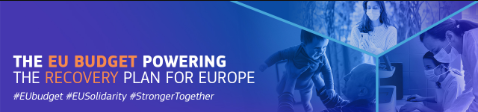 THE EU BUDGET POWERING
THE RECOVERY PLAN FOR EUROPE
#EUbudget #EUSolidarity #StrongerTogether